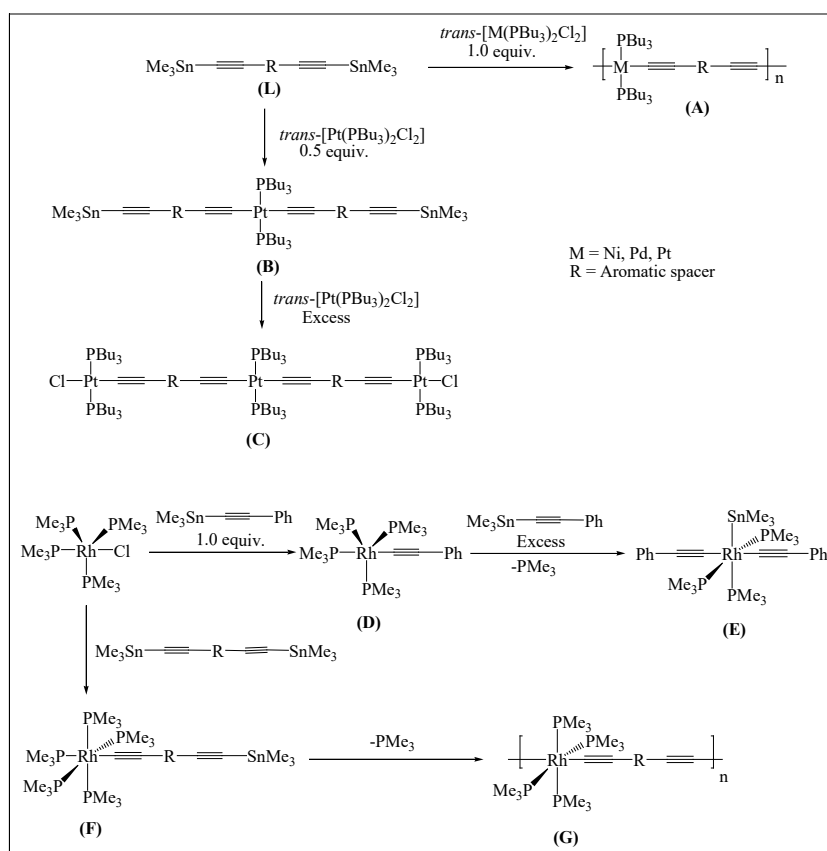 trans-[M(PBu3)2Cl2]
1.0 equiv.
Me3Sn R SnMe3
(L)
PBu3
M R n
PBu3
(A)
trans-[Pt(PBu3)2Cl2]
0.5 equiv.
PBu3
Me3Sn R Pt R SnMe3
PBu3
(B)
M = Ni, Pd, Pt
R = Aromatic spacer
trans-[Pt(PBu3)2Cl2]
Excess
PBu3 PBu3 PBu3
Cl Pt R Pt R Pt Cl
PBu3 PBu3 PBu3
(C)
Me3P PMe3
Me3P Rh Cl
PMe3
Me3Sn Ph
1.0 equiv.
Me3P PMe3
Me3P Rh Ph
PMe3
(D)
Me3Sn Ph
Excess
-PMe3
SnMe3
PMe3
Ph Rh Ph
Me3P PMe3
(E)
Me3Sn R SnMe3
PMe3
PMe3
Me3P Rh R SnMe3
Me3P PMe3
(F)
-PMe3
PMe3
PMe3
Rh R n
Me3P PMe3
(G)